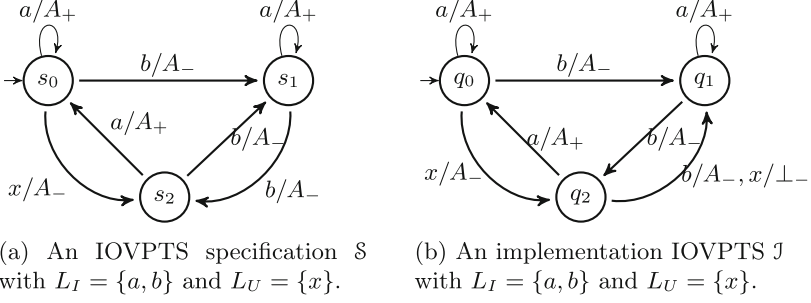 a/A₊ a/A₊ a/A₊ a/A₊
s₀ b/A₋ s₁ q₀ b/A₋ q₁
a/A₊ b/A₋ a/A₊ b/A₋
x/A₋ s₂ b/A₋ x/A₋ q₂ b/A₋, x/⊥₋
(a) An IOVPTS specification 𝒮
with L_I = {a, b} and L_U = {x}.
(b) An implementation IOVPTS ℐ
with L_I = {a, b} and L_U = {x}.